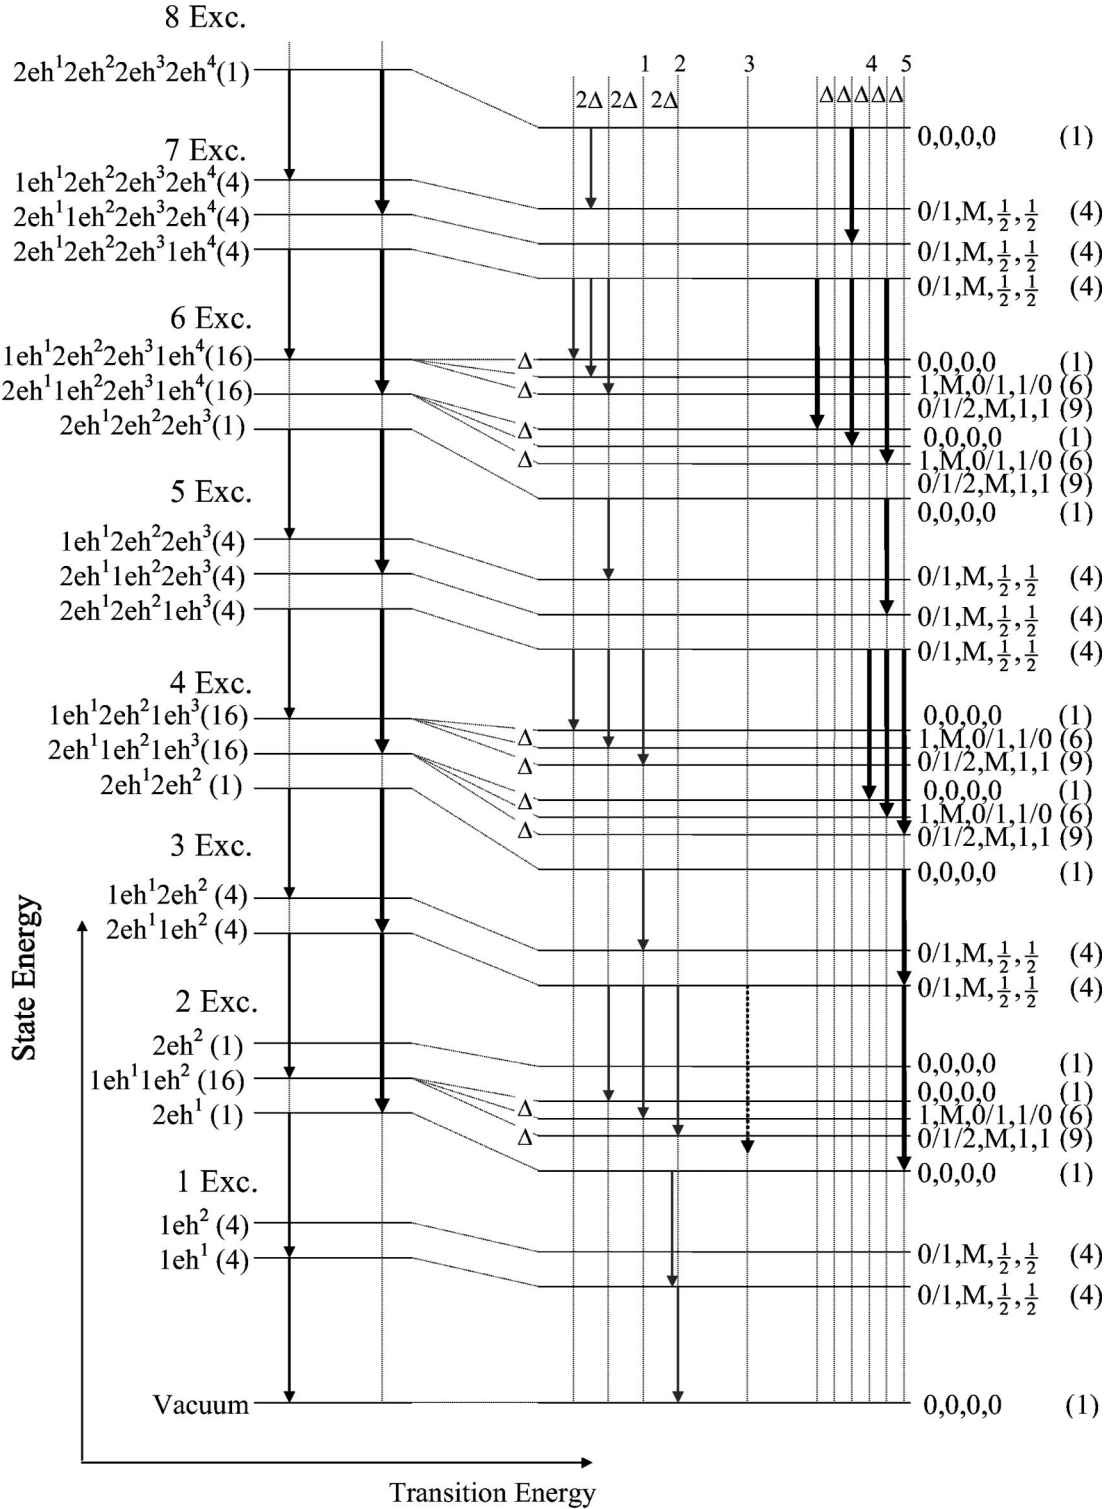 8 Exc.
2eh¹2eh²2eh³2eh⁴(1)
7 Exc.
1eh¹2eh²2eh³2eh⁴(4)
2eh¹1eh²2eh³2eh⁴(4)
2eh¹2eh²2eh³1eh⁴(4)
6 Exc.
1eh¹2eh²2eh³1eh⁴(16)
2eh¹1eh²2eh³1eh⁴(16)
2eh¹2eh²2eh³(1)
5 Exc.
1eh¹2eh²2eh³(4)
2eh¹1eh²2eh³(4)
2eh¹2eh²1eh³(4)
4 Exc.
1eh¹2eh²1eh³(16)
2eh¹1eh²1eh³(16)
2eh¹2eh² (1)
3 Exc.
1eh¹2eh² (4)
2eh¹1eh² (4)
2 Exc.
2eh² (1)
1eh¹1eh² (16)
2eh¹ (1)
1 Exc.
1eh² (4)
1eh¹ (4)
Vacuum
1 2 3 4 5
2Δ 2Δ 2Δ Δ Δ Δ Δ Δ
0,0,0,0 (1)
0/1,M,½,½ (4)
0/1,M,½,½ (4)
0/1,M,½,½ (4)
Δ 0,0,0,0 (1)
Δ 1,M,0/1,1/0 (6)
0/1/2,M,1,1 (9)
Δ 0,0,0,0 (1)
Δ 1,M,0/1,1/0 (6)
0/1/2,M,1,1 (9)
0,0,0,0 (1)
0/1,M,½,½ (4)
0/1,M,½,½ (4)
0/1,M,½,½ (4)
0,0,0,0 (1)
Δ 1,M,0/1,1/0 (6)
Δ 0/1/2,M,1,1 (9)
0,0,0,0 (1)
Δ 1,M,0/1,1/0 (6)
Δ 0/1/2,M,1,1 (9)
0,0,0,0 (1)
0/1,M,½,½ (4)
0/1,M,½,½ (4)
0,0,0,0 (1)
0,0,0,0 (1)
Δ 1,M,0/1,1/0 (6)
Δ 0/1/2,M,1,1 (9)
0,0,0,0 (1)
0/1,M,½,½ (4)
0/1,M,½,½ (4)
0,0,0,0 (1)
State Energy
Transition Energy